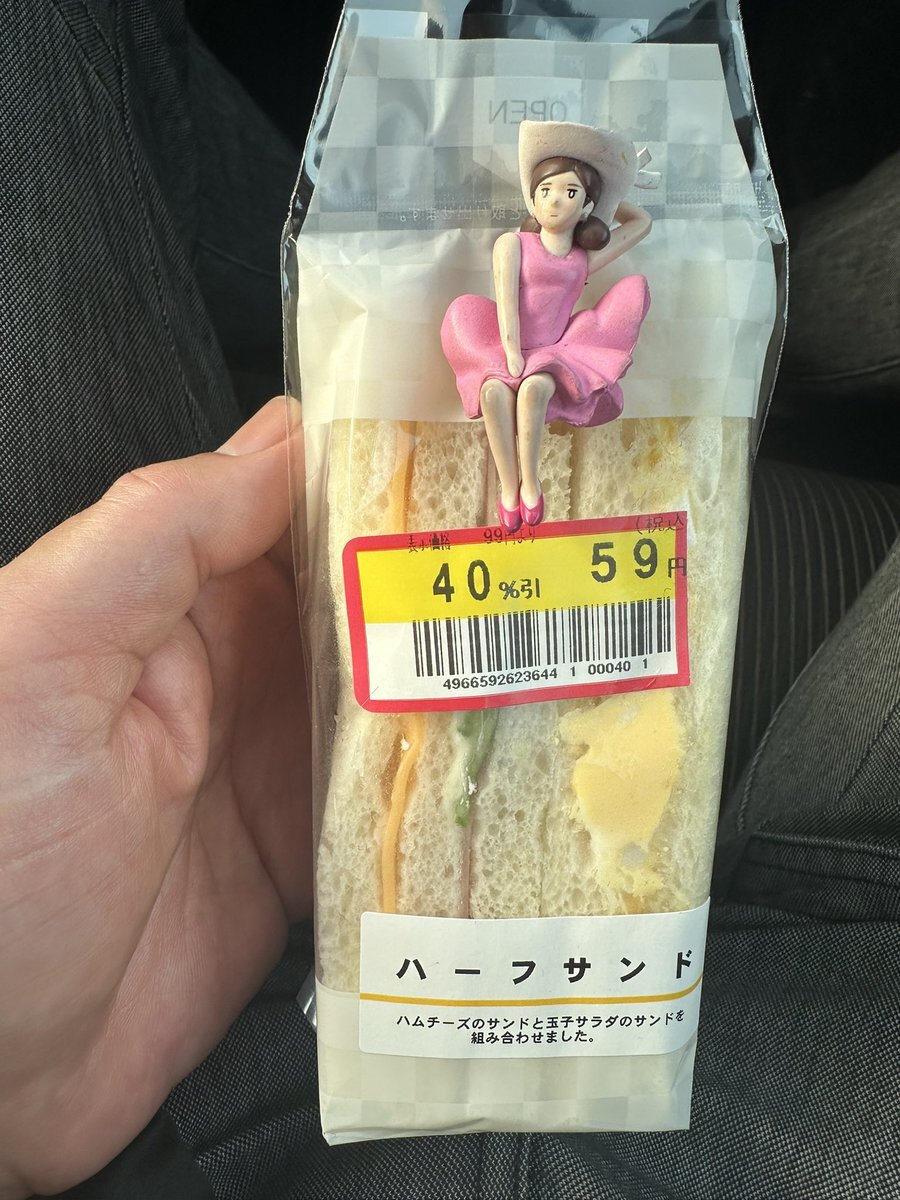 OPEN
表示価格 99円より (税込
40%引 59円
4966592623644 1 00040 1
ハーフサンド
ハムチーズのサンドと玉子サラダのサンドを
組み合わせました。